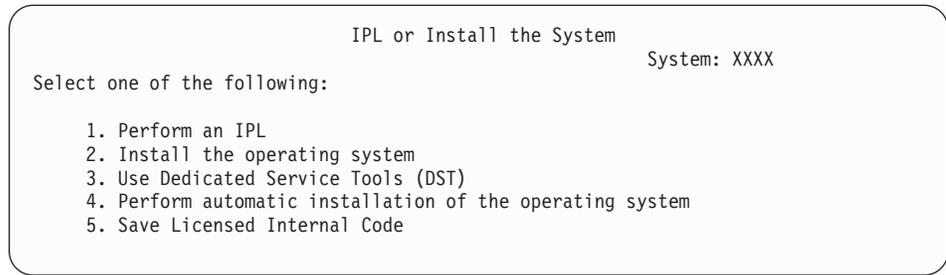 IPL or Install the System
System: XXXX
Select one of the following:
1. Perform an IPL
2. Install the operating system
3. Use Dedicated Service Tools (DST)
4. Perform automatic installation of the operating system
5. Save Licensed Internal Code